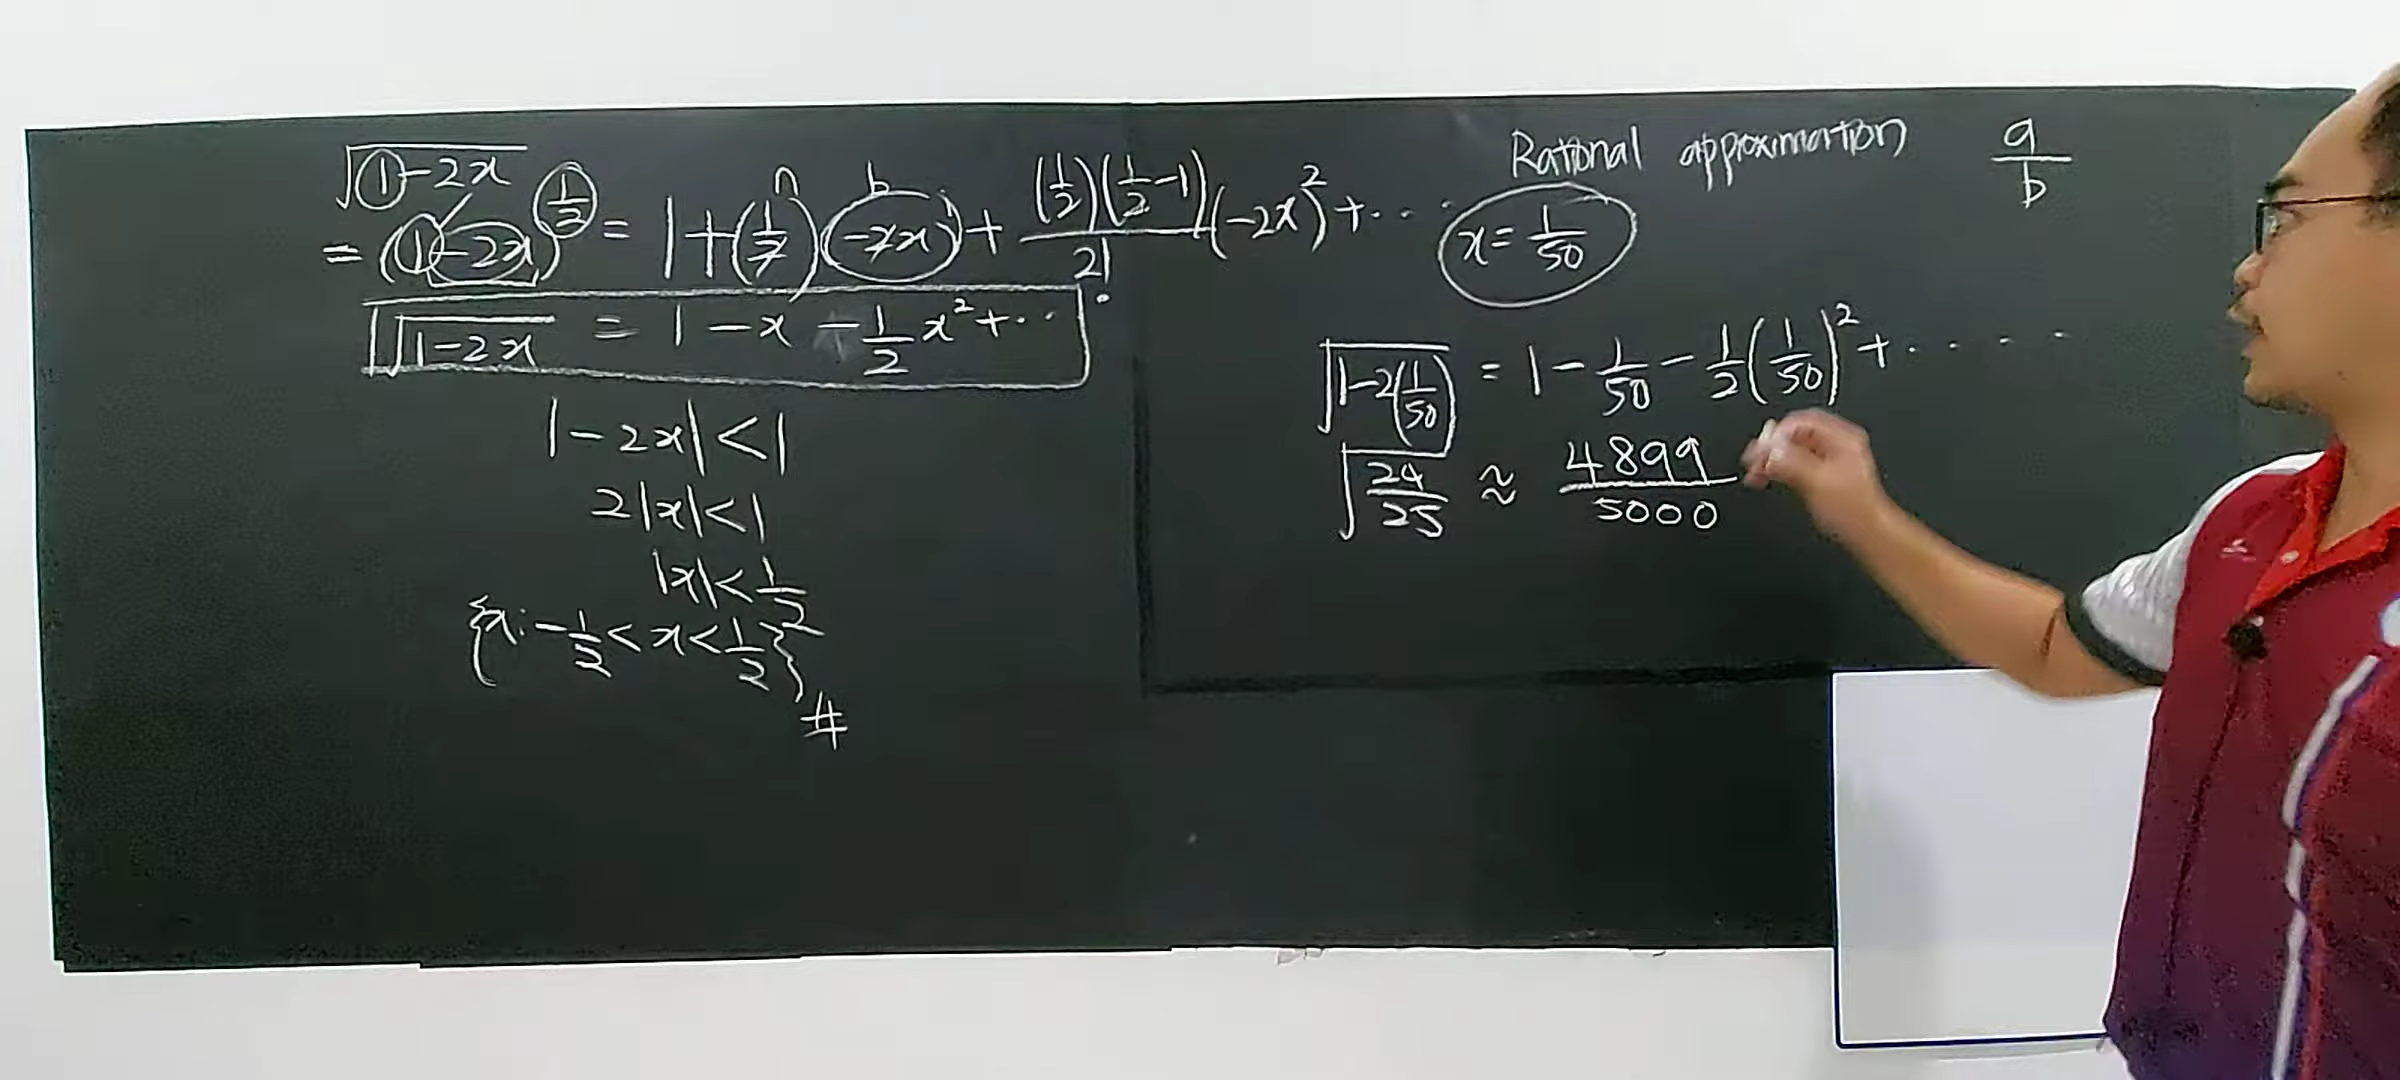 √(1-2x)
= (1-2x)^(1/2) = 1+(1/2)(-2x)+ (1/2)(1/2-1)/2! (-2x)^2+...
n b
√(1-2x) = 1-x-1/2 x^2+...
|-2x|<1
2|x|<1
|x|<1/2
{x:-1/2<x<1/2}
#
Rational approximation a/b
x=1/50
√(1-2(1/50)) = 1-1/50-1/2(1/50)^2+.....
√(24/25) ≈ 4899/5000